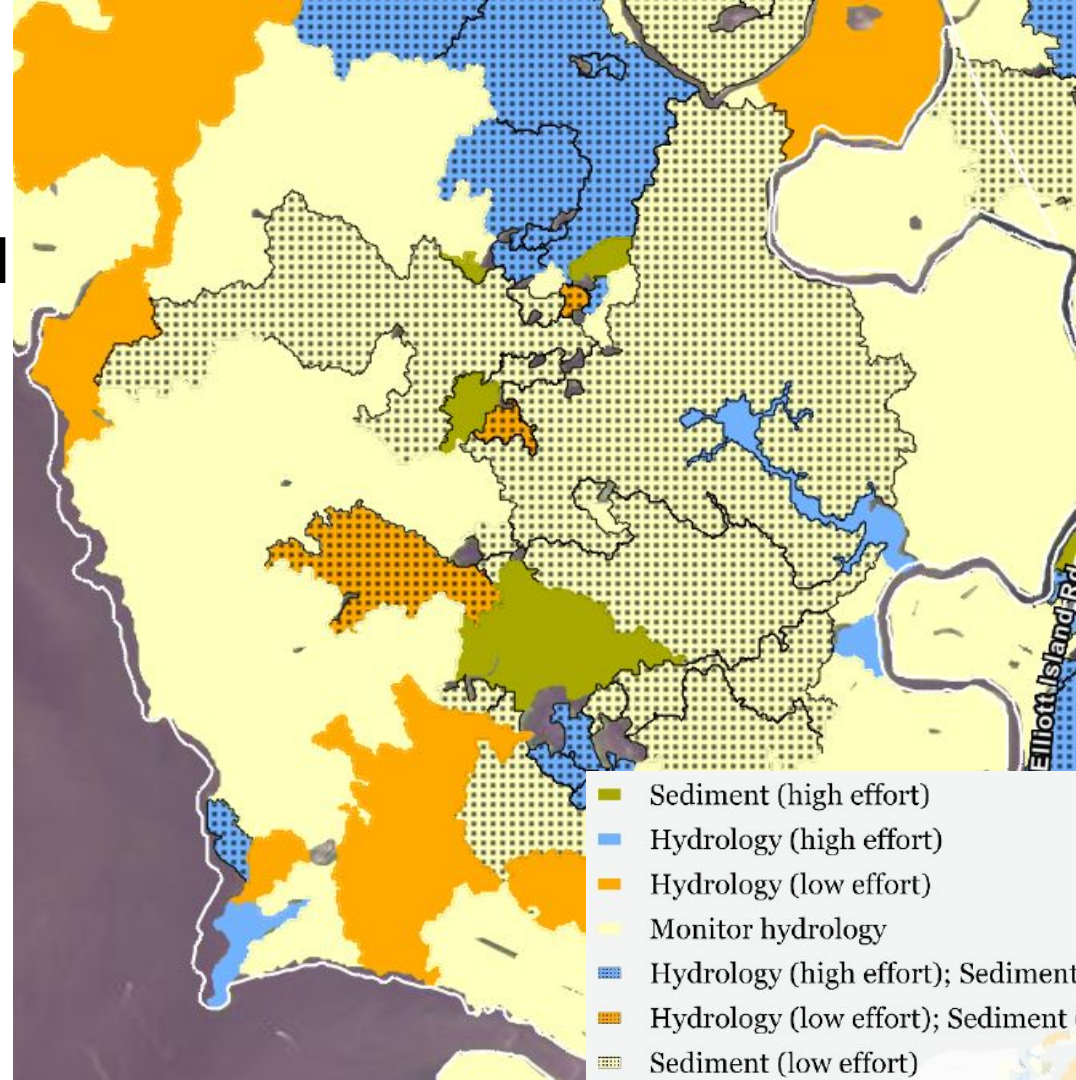 Elliott Island Rd
Sediment (high effort)
Hydrology (high effort)
Hydrology (low effort)
Monitor hydrology
Hydrology (high effort); Sediment
Hydrology (low effort); Sediment (
Sediment (low effort)